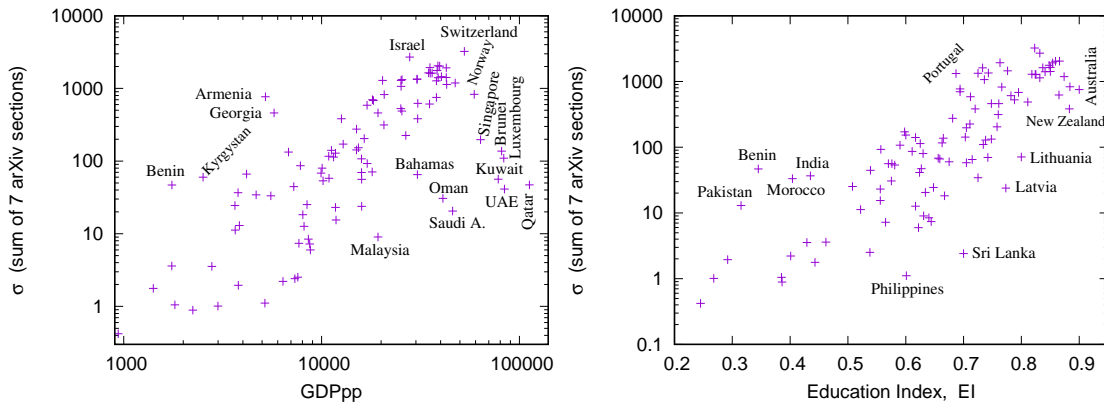 10000
1000
100
10
1
1000
10000
100000
σ (sum of 7 arXiv sections)
GDPpp
Switzerland
Israel
Norway
Armenia
Georgia
Singapore
Brunei
Luxembourg
Kyrgystan
Benin
Bahamas
Kuwait
Oman
UAE
Qatar
Saudi A.
Malaysia
10000
1000
100
10
1
0.1
0.2
0.3
0.4
0.5
0.6
0.7
0.8
0.9
σ (sum of 7 arXiv sections)
Education Index, EI
Portugal
Australia
New Zealand
Benin
India
Lithuania
Pakistan
Morocco
Latvia
Sri Lanka
Philippines